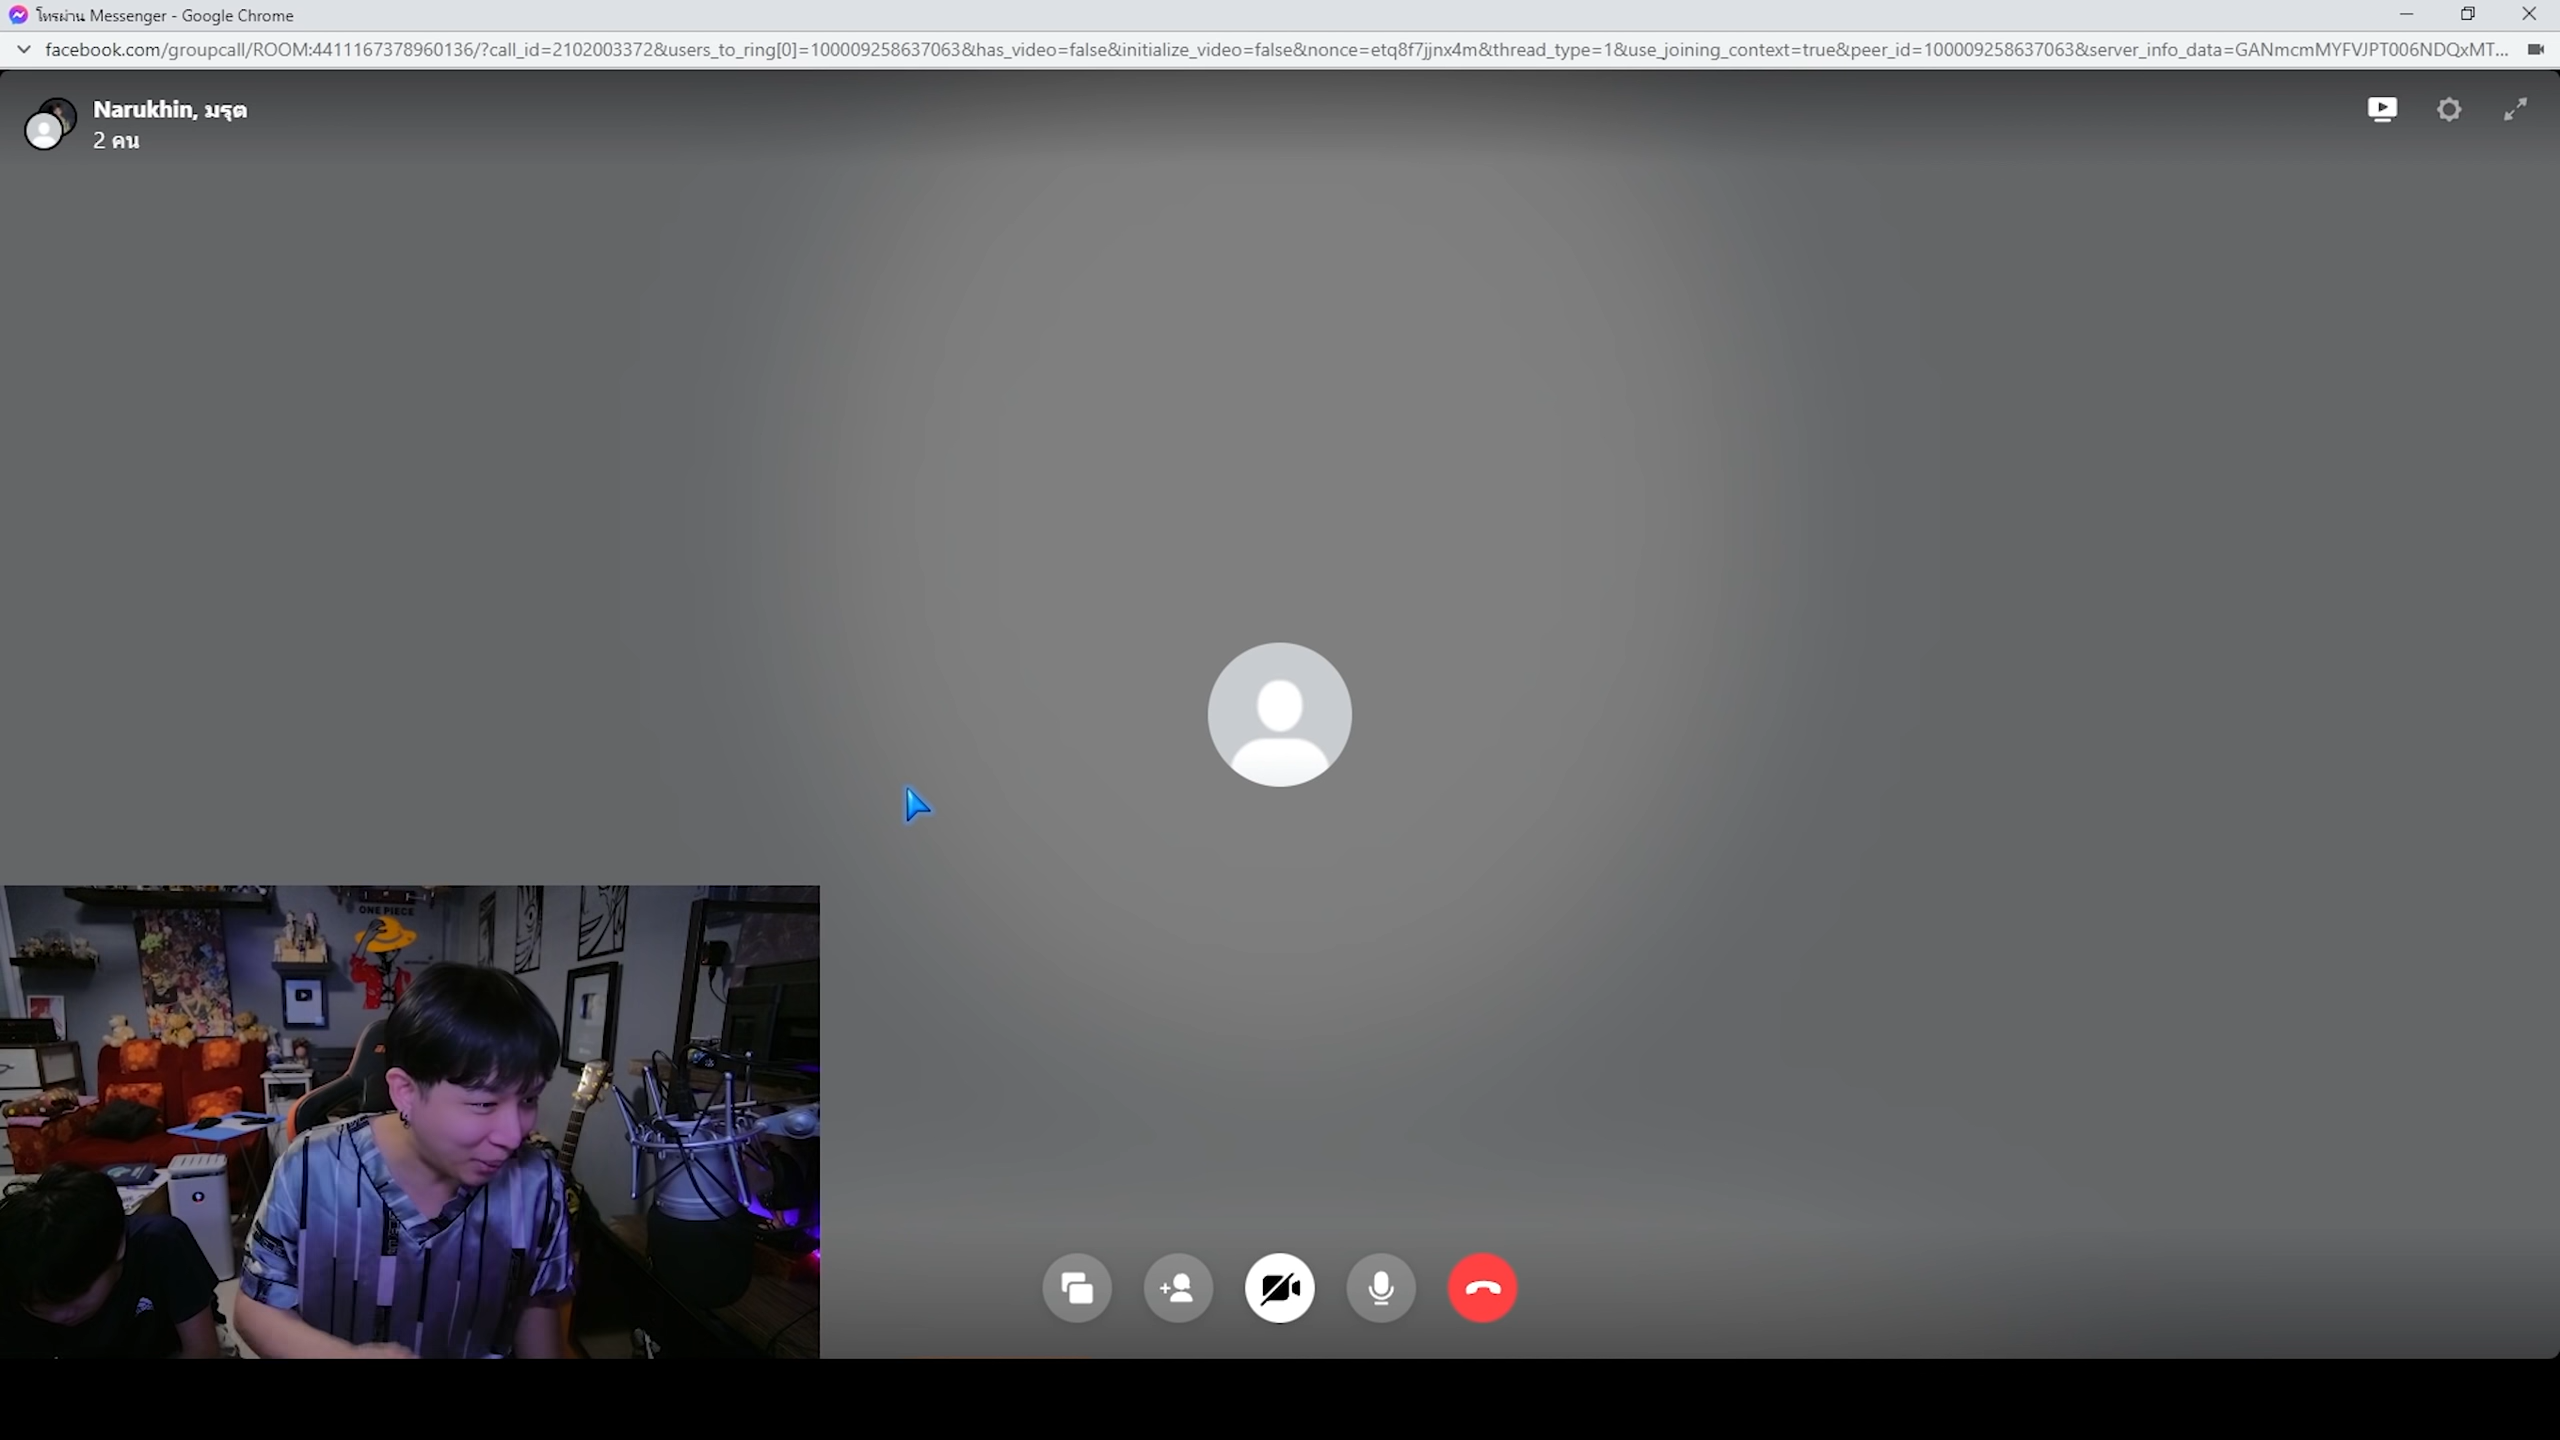 โทรผ่าน Messenger - Google Chrome
facebook.com/groupcall/ROOM:4411167378960136/?call_id=2102003372&users_to_ring[0]=100009258637063&has_video=false&initialize_video=false&nonce=etq8f7jjnx4m&thread_type=1&use_joining_context=true&peer_id=100009258637063&server_info_data=GANmcmMYFVJPT006NDQxMT...
Narukhin, มรุต
2 คน
ONE PIECE